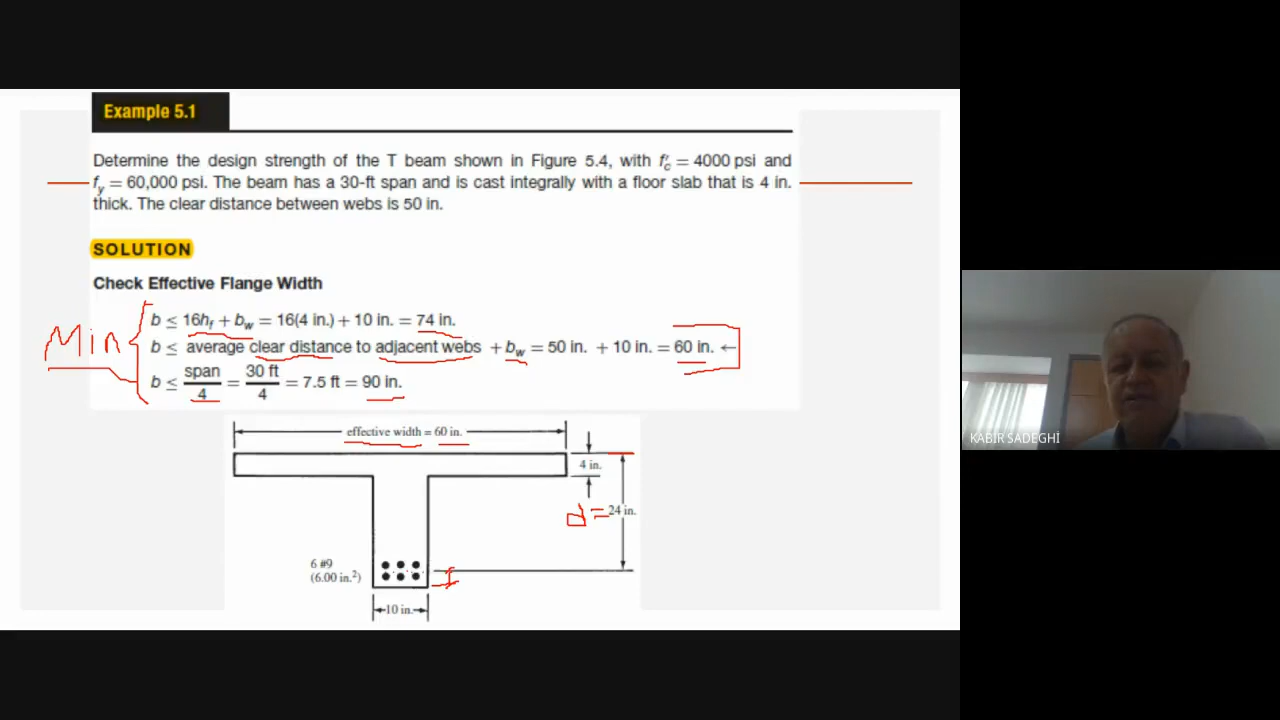 Example 5.1
Determine the design strength of the T beam shown in Figure 5.4, with f′c = 4000 psi and
fy = 60,000 psi. The beam has a 30-ft span and is cast integrally with a floor slab that is 4 in.
thick. The clear distance between webs is 50 in.
SOLUTION
Check Effective Flange Width
Min
b ≤ 16hf + bw = 16(4 in.) + 10 in. = 74 in.
b ≤ average clear distance to adjacent webs + bw = 50 in. + 10 in. = 60 in. ←
b ≤ span/4 = 30 ft/4 = 7.5 ft = 90 in.
effective width = 60 in.
4 in.
d= 24 in.
6 #9
(6.00 in.²)
10 in.
KABIR SADEGHİ